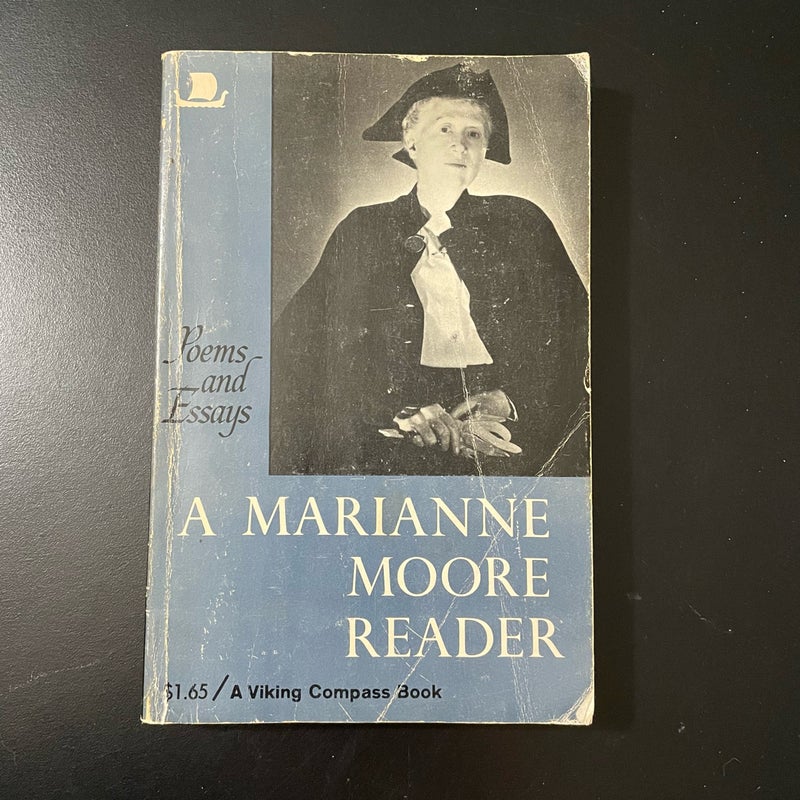 Poems
and
Essays
A MARIANNE
MOORE
READER
$1.65 / A Viking Compass Book